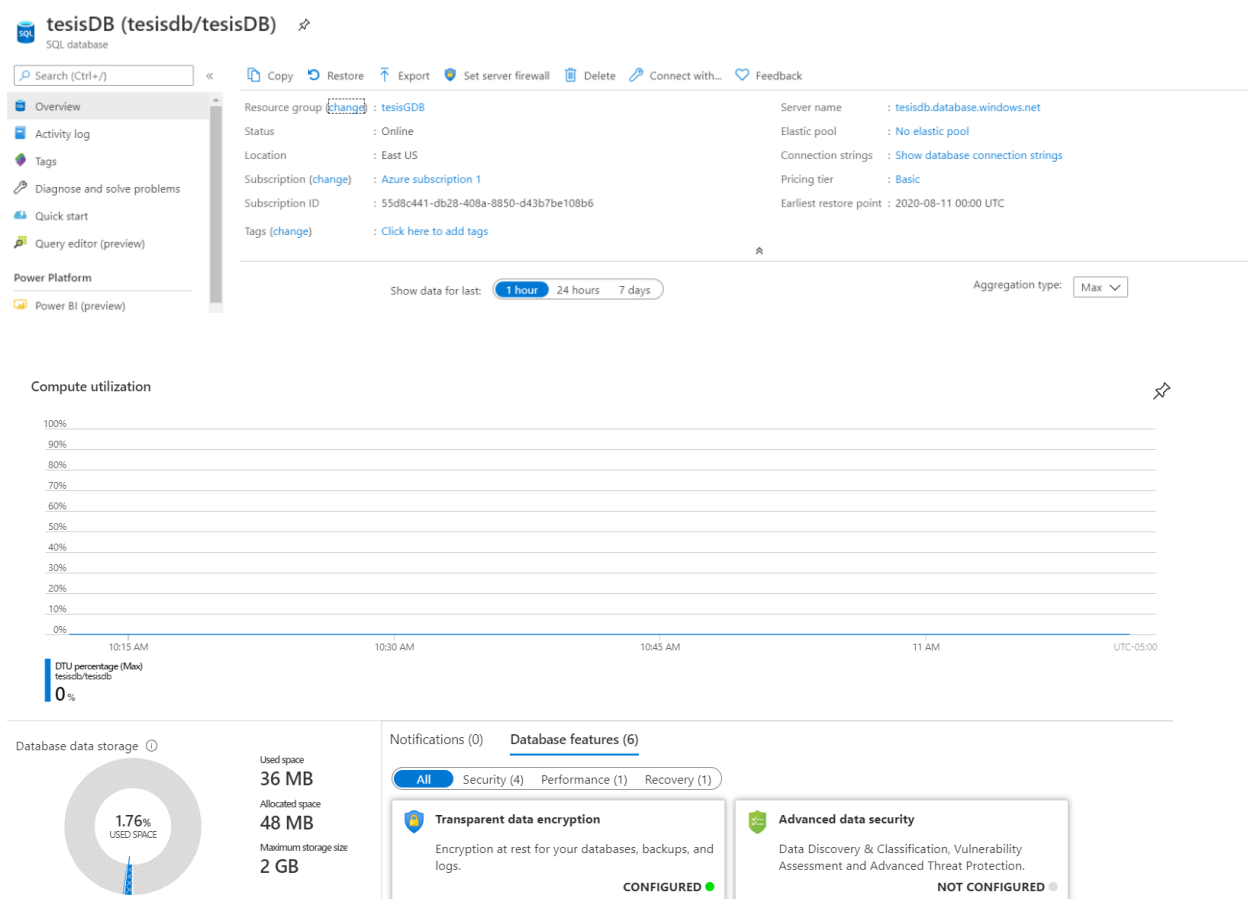 tesisDB (tesisdb/tesisDB)
SQL
SQL database
Search (Ctrl+/)
«
Copy
Restore
Export
Set server firewall
Delete
Connect with...
Feedback
Overview
Activity log
Tags
Diagnose and solve problems
Quick start
Query editor (preview)
Power Platform
Power BI (preview)
Resource group (change) : tesisGDB
Status : Online
Location : East US
Subscription (change) : Azure subscription 1
Subscription ID : 55d8c441-db28-408a-8850-d43b7be108b6
Tags (change) : Click here to add tags
Server name : tesisdb.database.windows.net
Elastic pool : No elastic pool
Connection strings : Show database connection strings
Pricing tier : Basic
Earliest restore point : 2020-08-11 00:00 UTC
Show data for last: 1 hour 24 hours 7 days
Aggregation type: Max
Compute utilization
100%
90%
80%
70%
60%
50%
40%
30%
20%
10%
0%
10:15 AM 10:30 AM 10:45 AM 11 AM UTC-05:00
DTU percentage (Max)
tesisdb/tesisdb
0 %
Database data storage
1.76%
USED SPACE
Used space
36 MB
Allocated space
48 MB
Maximum storage size
2 GB
Notifications (0) Database features (6)
All Security (4) Performance (1) Recovery (1)
Transparent data encryption
Encryption at rest for your databases, backups, and
logs.
CONFIGURED
Advanced data security
Data Discovery & Classification, Vulnerability
Assessment and Advanced Threat Protection.
NOT CONFIGURED